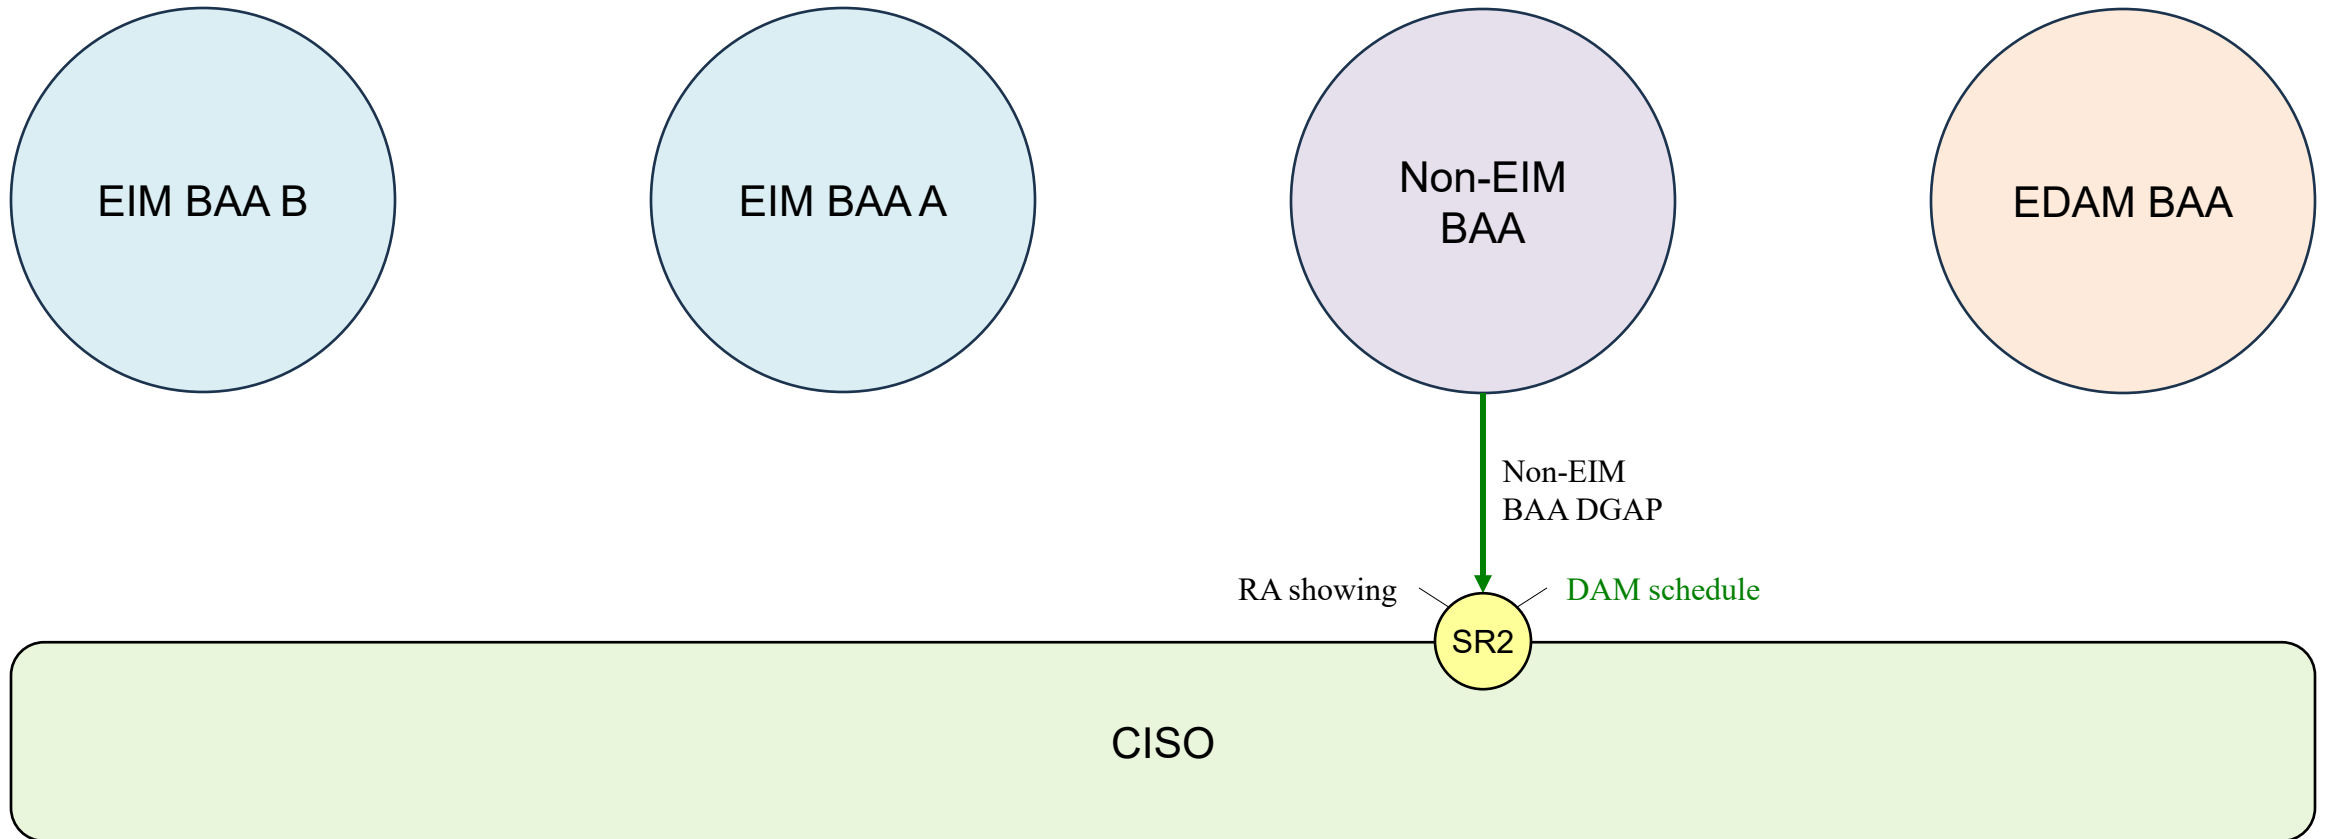 EIM BAA B
EIM BAA A
Non-EIM
BAA
EDAM BAA
Non-EIM
BAA DGAP
RA showing
DAM schedule
SR2
CISO